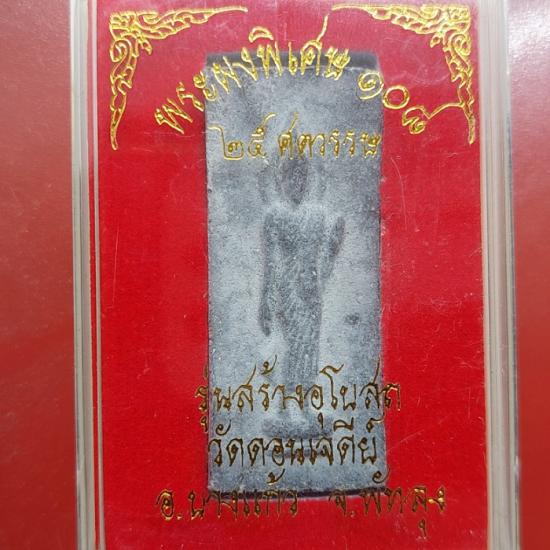 พระผงพิเศษ ๑๐๘
๒๕ ศตวรรษ
รุ่นสร้างอุโบสถ
วัดดอนเจดีย์
อ.บางแก้ว จ.พัทลุง